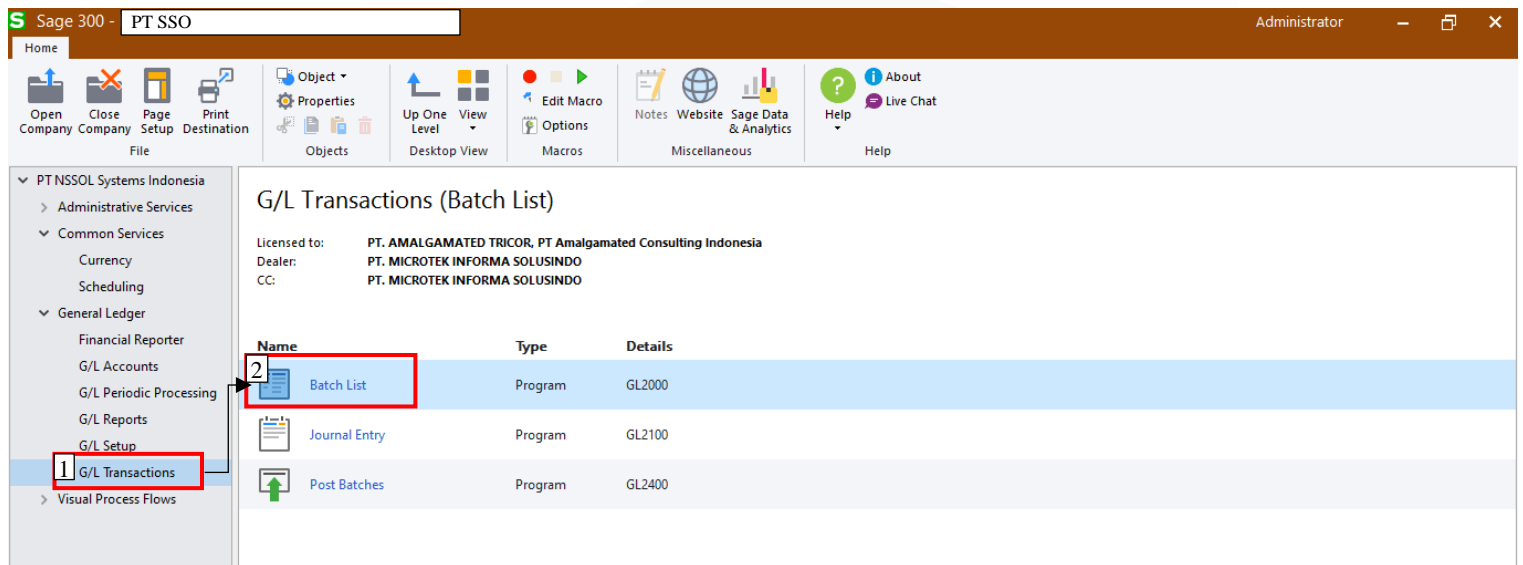 S Sage 300 - PT SSO
Administrator
Home
Open Company
Close Company
Page Setup
Print Destination
File
Object
Properties
Objects
Up One Level
View
Desktop View
Edit Macro
Options
Macros
Notes
Website
Sage Data & Analytics
Miscellaneous
Help
About
Live Chat
Help
PT NSSOL Systems Indonesia
Administrative Services
Common Services
Currency
Scheduling
General Ledger
Financial Reporter
G/L Accounts
G/L Periodic Processing
G/L Reports
G/L Setup
1 G/L Transactions
Visual Process Flows
G/L Transactions (Batch List)
Licensed to: PT. AMALGAMATED TRICOR, PT Amalgamated Consulting Indonesia
Dealer: PT. MICROTEK INFORMA SOLUSINDO
CC: PT. MICROTEK INFORMA SOLUSINDO
Name Type Details
2 Batch List Program GL2000
Journal Entry Program GL2100
Post Batches Program GL2400